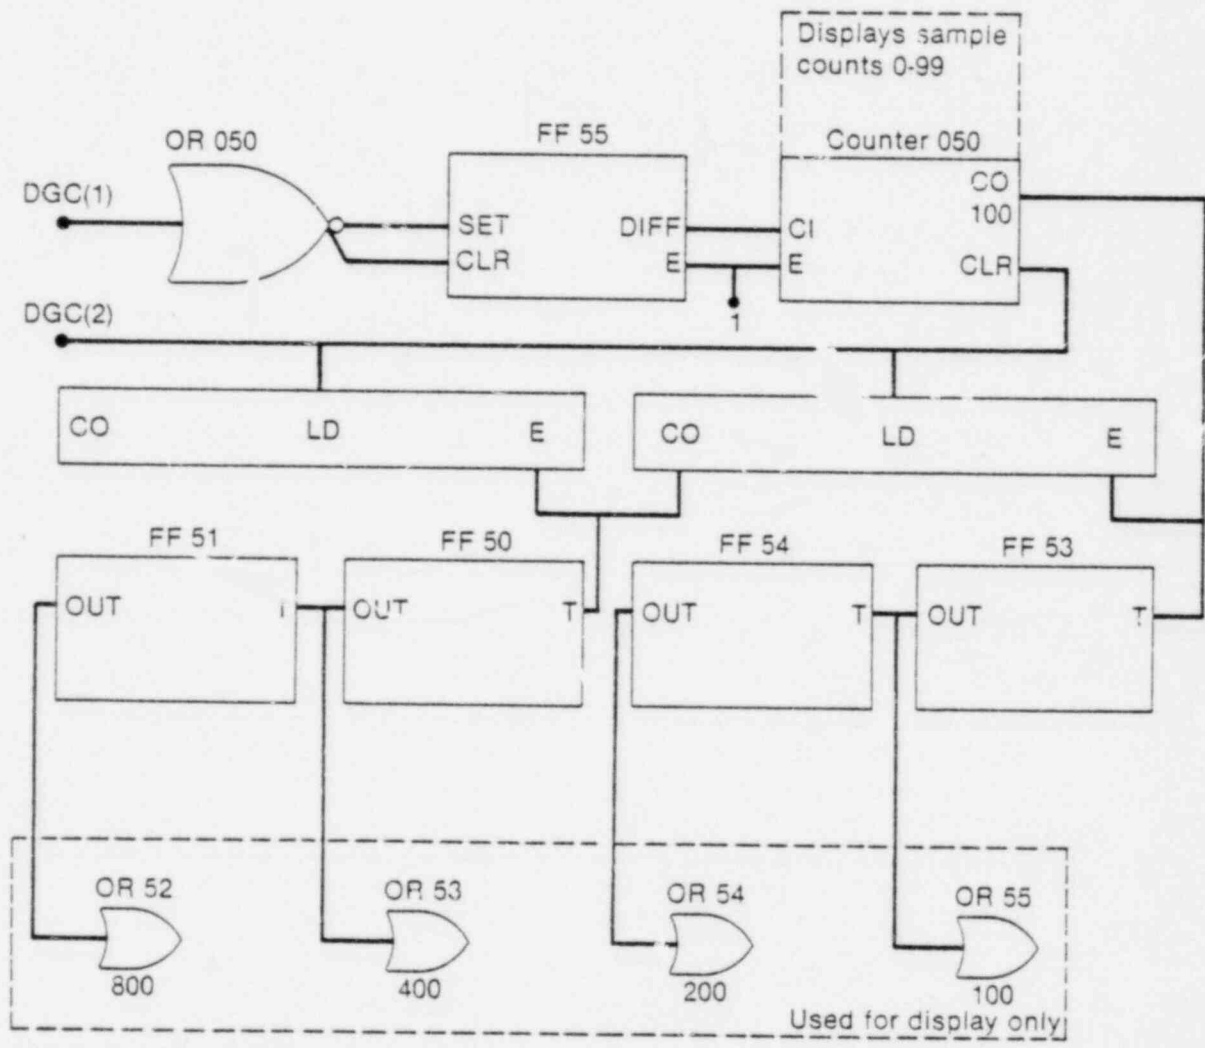 Displays sample
counts 0-99
OR 050
FF 55
Counter 050
DGC(1)
SET
CLR
DIFF
E
CI
E
CO
100
CLR
1
DGC(2)
CO
LD
E
CO
LD
E
FF 51
FF 50
FF 54
FF 53
OUT
T
OUT
T
OUT
T
OUT
T
OR 52
OR 53
OR 54
OR 55
800
400
200
100
Used for display only